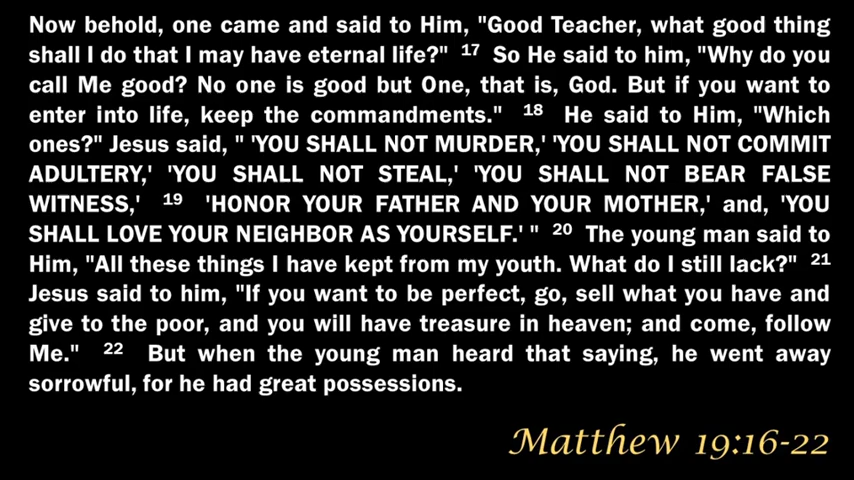 Now behold, one came and said to Him, "Good Teacher, what good thing
shall I do that I may have eternal life?" 17 So He said to him, "Why do you
call Me good? No one is good but One, that is, God. But if you want to
enter into life, keep the commandments." 18 He said to Him, "Which
ones?" Jesus said, " 'YOU SHALL NOT MURDER,' 'YOU SHALL NOT COMMIT
ADULTERY,' 'YOU SHALL NOT STEAL,' 'YOU SHALL NOT BEAR FALSE
WITNESS,' 19 'HONOR YOUR FATHER AND YOUR MOTHER,' and, 'YOU
SHALL LOVE YOUR NEIGHBOR AS YOURSELF.' " 20 The young man said to
Him, "All these things I have kept from my youth. What do I still lack?" 21
Jesus said to him, "If you want to be perfect, go, sell what you have and
give to the poor, and you will have treasure in heaven; and come, follow
Me." 22 But when the young man heard that saying, he went away
sorrowful, for he had great possessions.
Matthew 19:16-22